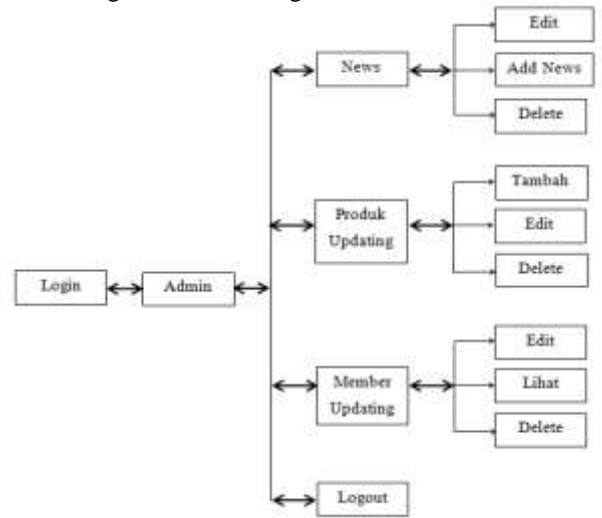 Edit
News
Add News
Delete
Tambah
Produk
Updating
Edit
Delete
Login
Admin
Edit
Member
Updating
Lihat
Delete
Logout